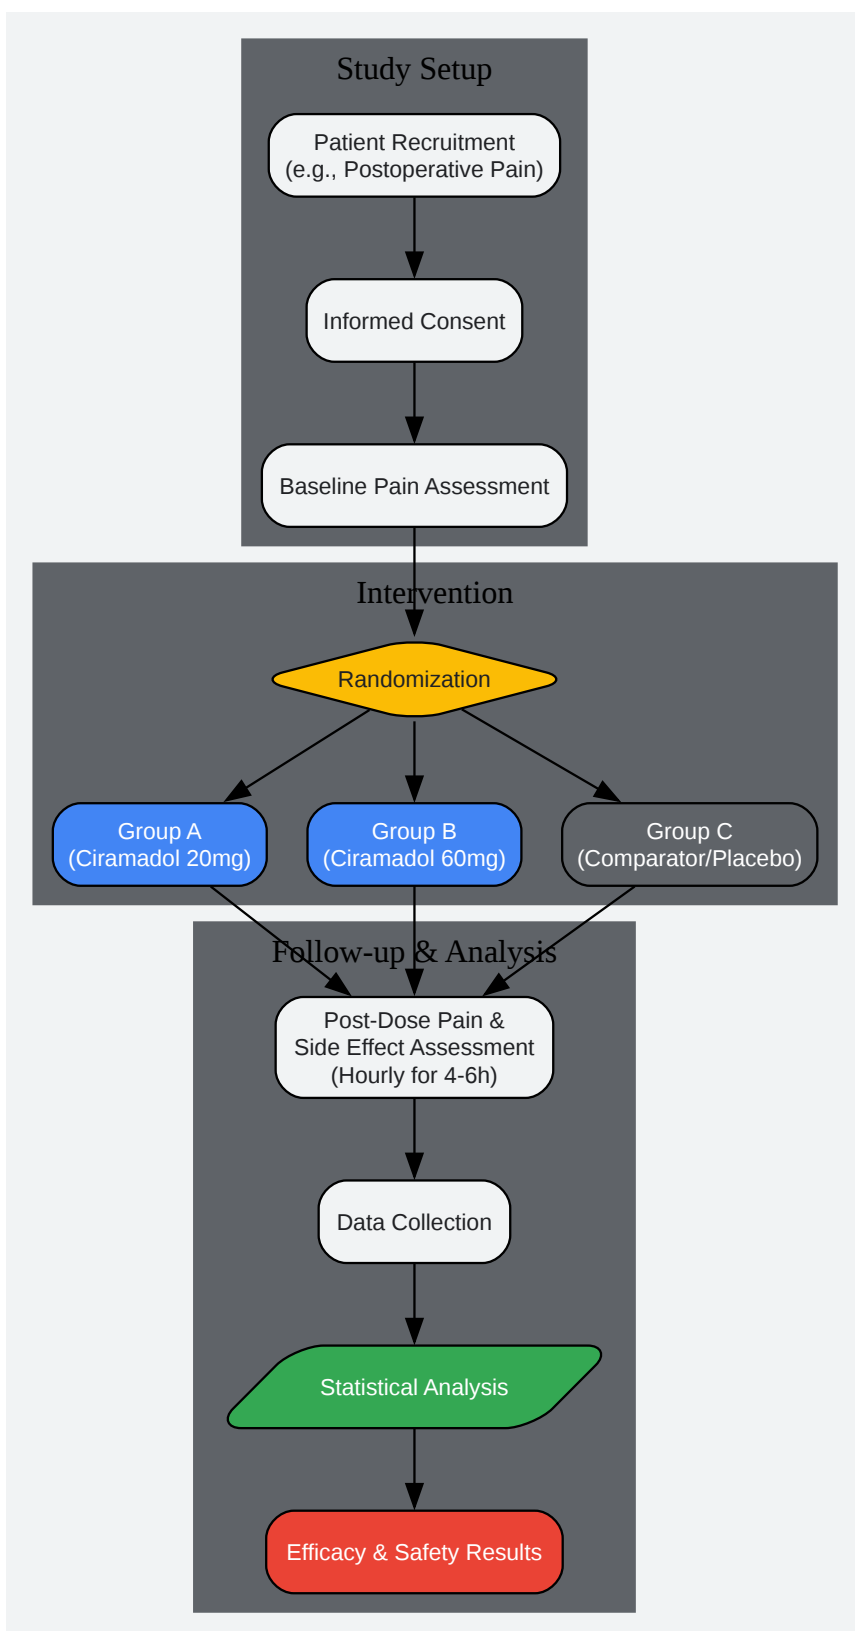 Study Setup
Patient Recruitment
(e.g., Postoperative Pain)
Informed Consent
Baseline Pain Assessment
Intervention
Randomization
Group A
(Ciramadol 20mg)
Group B
(Ciramadol 60mg)
Group C
(Comparator/Placebo)
Follow-up & Analysis
Post-Dose Pain &
Side Effect Assessment
(Hourly for 4-6h)
Data Collection
Statistical Analysis
Efficacy & Safety Results